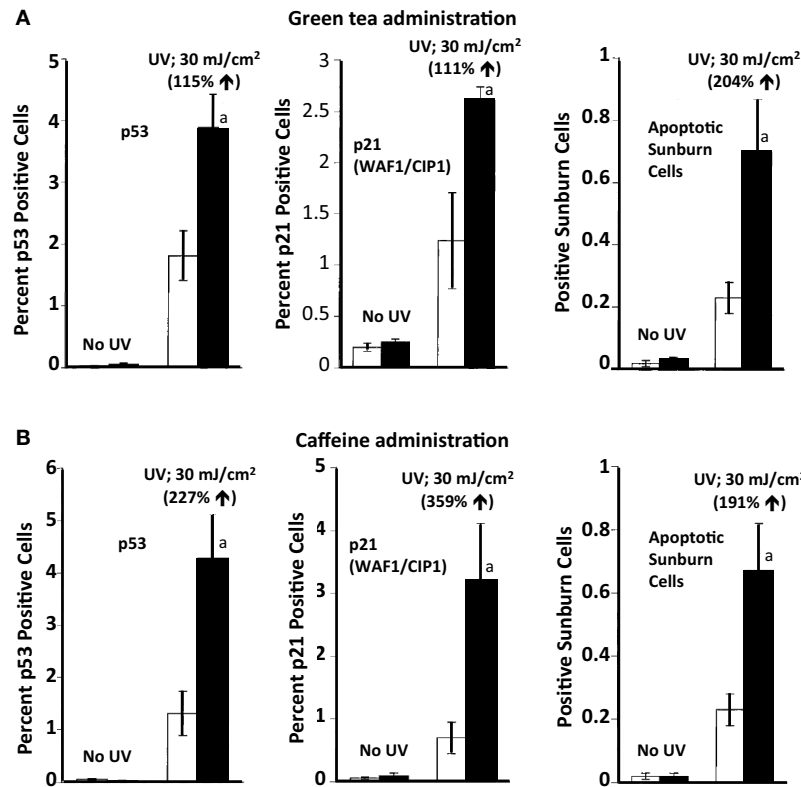 A
Green tea administration
Percent p53 Positive Cells
5
4
3
2
1
0
p53
No UV
UV; 30 mJ/cm²
(115% ↑)
a
Percent p21 Positive Cells
3
2.5
2
1.5
1
0.5
0
p21
(WAF1/CIP1)
No UV
UV; 30 mJ/cm²
(111% ↑)
a
Positive Sunburn Cells
1
0.8
0.6
0.4
0.2
0
Apoptotic
Sunburn
Cells
No UV
UV; 30 mJ/cm²
(204% ↑)
a
B
Caffeine administration
Percent p53 Positive Cells
6
5
4
3
2
1
0
p53
No UV
UV; 30 mJ/cm²
(227% ↑)
a
Percent p21 Positive Cells
5
4
3
2
1
0
p21
(WAF1/CIP1)
No UV
UV; 30 mJ/cm²
(359% ↑)
a
Positive Sunburn Cells
1
0.8
0.6
0.4
0.2
0
Apoptotic
Sunburn
Cells
No UV
UV; 30 mJ/cm²
(191% ↑)
a